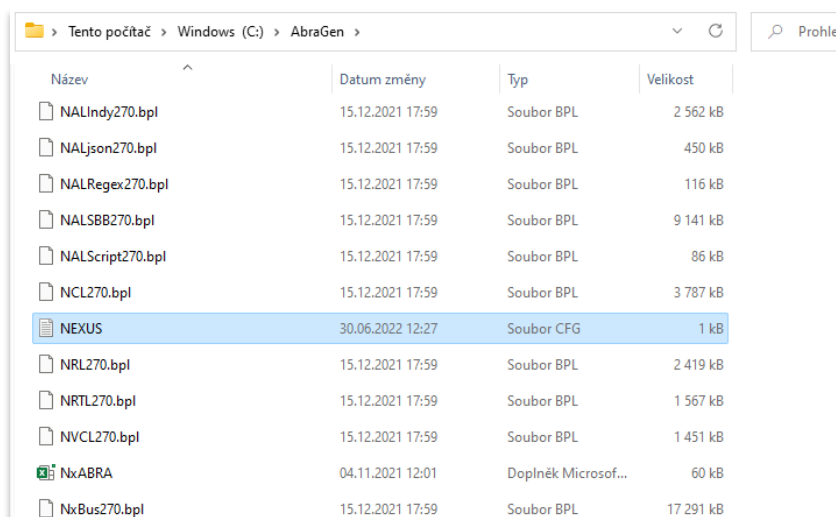 Tento počítač > Windows (C:) > AbraGen >
Prohle
Název Datum změny Typ Velikost
NALIndy270.bpl 15.12.2021 17:59 Soubor BPL 2 562 kB
NALjson270.bpl 15.12.2021 17:59 Soubor BPL 450 kB
NALRegex270.bpl 15.12.2021 17:59 Soubor BPL 116 kB
NALSBB270.bpl 15.12.2021 17:59 Soubor BPL 9 141 kB
NALScript270.bpl 15.12.2021 17:59 Soubor BPL 86 kB
NCL270.bpl 15.12.2021 17:59 Soubor BPL 3 787 kB
NEXUS 30.06.2022 12:27 Soubor CFG 1 kB
NRL270.bpl 15.12.2021 17:59 Soubor BPL 2 419 kB
NRTL270.bpl 15.12.2021 17:59 Soubor BPL 1 567 kB
NVCL270.bpl 15.12.2021 17:59 Soubor BPL 1 451 kB
NxABRA 04.11.2021 12:01 Doplněk Microsof... 60 kB
NxBus270.bpl 15.12.2021 17:59 Soubor BPL 17 291 kB